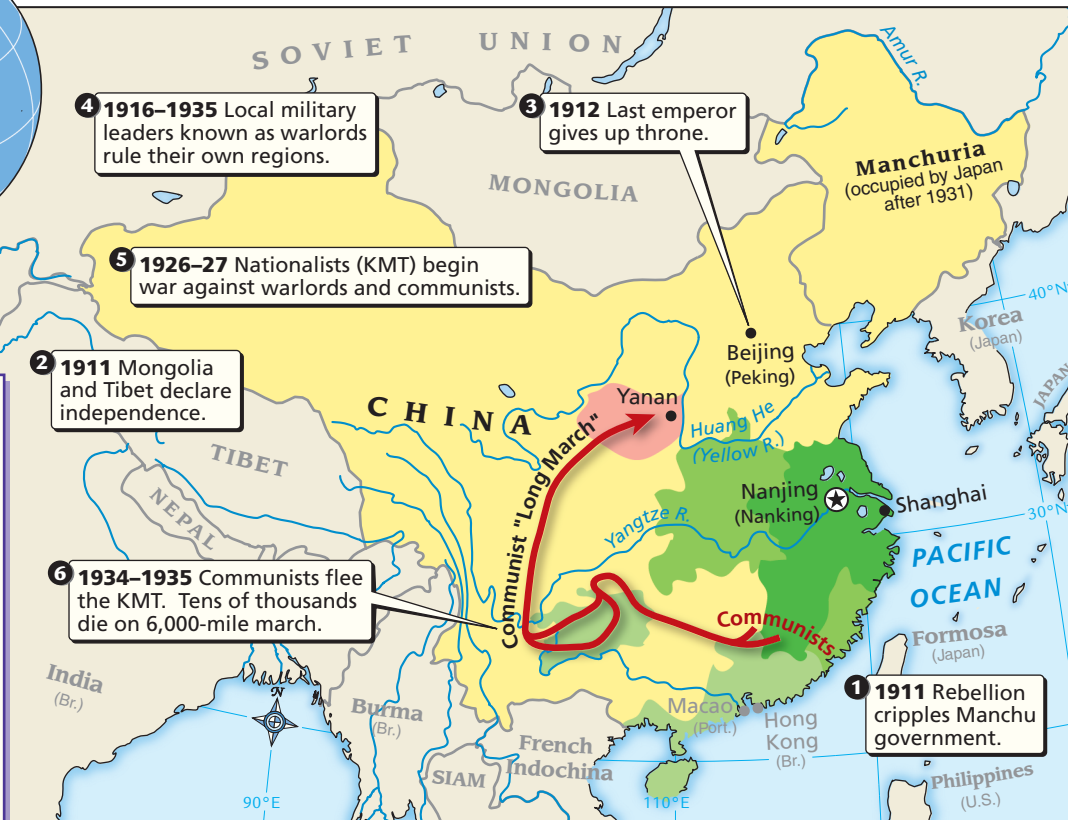 SOVIET UNION
Amur R.
4 1916–1935 Local military
leaders known as warlords
rule their own regions.
3 1912 Last emperor
gives up throne.
MONGOLIA
Manchuria
(occupied by Japan
after 1931)
5 1926–27 Nationalists (KMT) begin
war against warlords and communists.
40°N
Korea
(Japan)
Beijing
(Peking)
2 1911 Mongolia
and Tibet declare
independence.
JAPAN
Yanan
CHINA
Huang He
(Yellow R.)
TIBET
Communist "Long March"
Nanjing
(Nanking)
Shanghai
NEPAL
Yangtze R.
30°N
PACIFIC
OCEAN
6 1934–1935 Communists flee
the KMT. Tens of thousands
die on 6,000-mile march.
Communists
Formosa
(Japan)
India
(Br.)
N
Burma
(Br.)
Macao
(Port.)
Hong
Kong
(Br.)
1 1911 Rebellion
cripples Manchu
government.
French
Indochina
SIAM
Philippines
(U.S.)
90°E
110°E